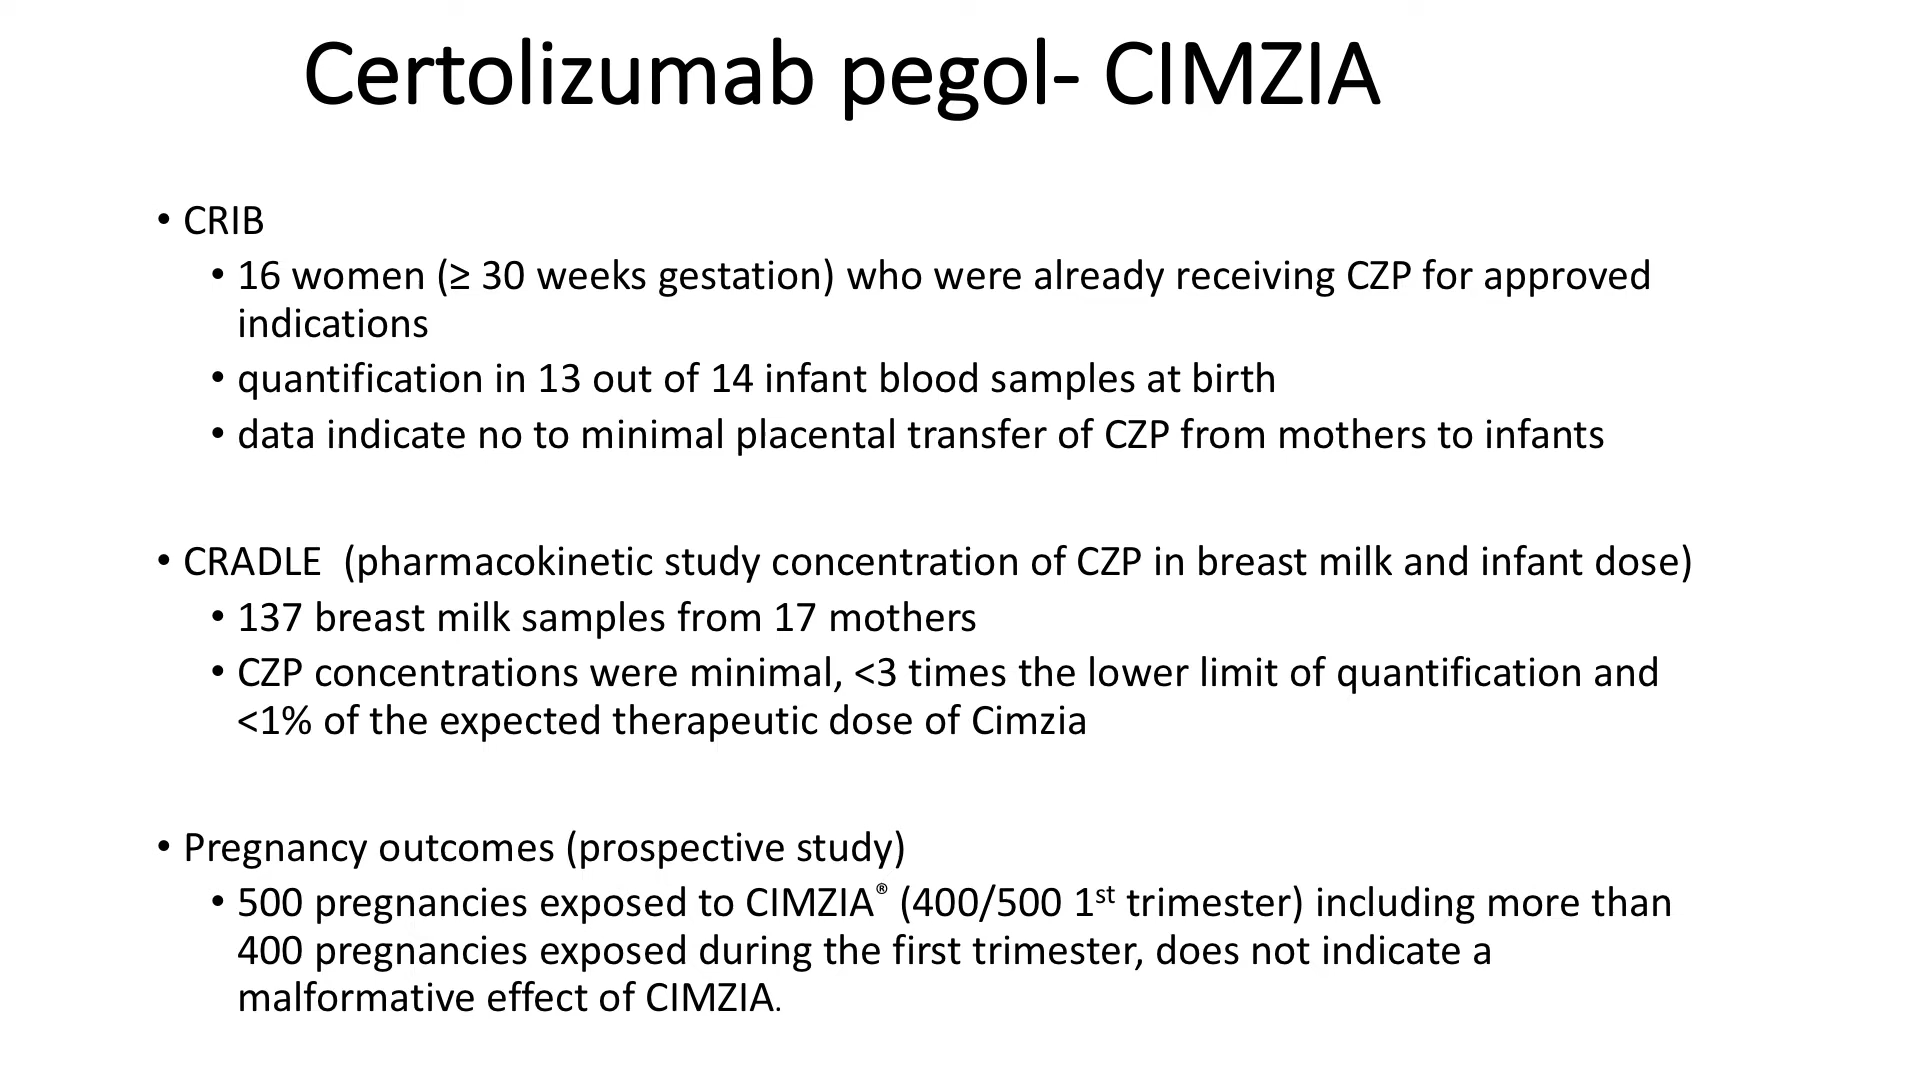 Certolizumab pegol- CIMZIA
• CRIB
• 16 women (≥ 30 weeks gestation) who were already receiving CZP for approved
indications
• quantification in 13 out of 14 infant blood samples at birth
• data indicate no to minimal placental transfer of CZP from mothers to infants
• CRADLE (pharmacokinetic study concentration of CZP in breast milk and infant dose)
• 137 breast milk samples from 17 mothers
• CZP concentrations were minimal, <3 times the lower limit of quantification and
<1% of the expected therapeutic dose of Cimzia
• Pregnancy outcomes (prospective study)
• 500 pregnancies exposed to CIMZIA® (400/500 1st trimester) including more than
400 pregnancies exposed during the first trimester, does not indicate a
malformative effect of CIMZIA.